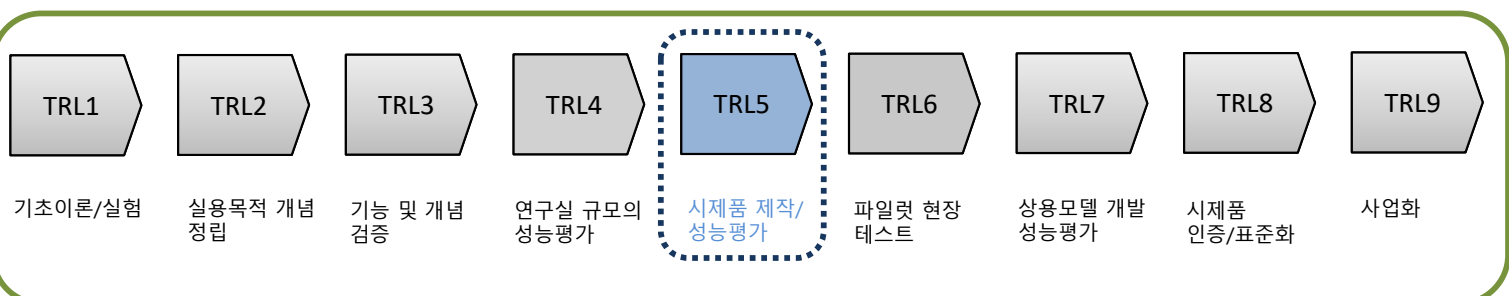 TRL1
TRL2
TRL3
TRL4
TRL5
TRL6
TRL7
TRL8
TRL9
기초이론/실험
실용목적 개념
정립
기능 및 개념
검증
연구실 규모의
성능평가
시제품 제작/
성능평가
파일럿 현장
테스트
상용모델 개발
성능평가
시제품
인증/표준화
사업화